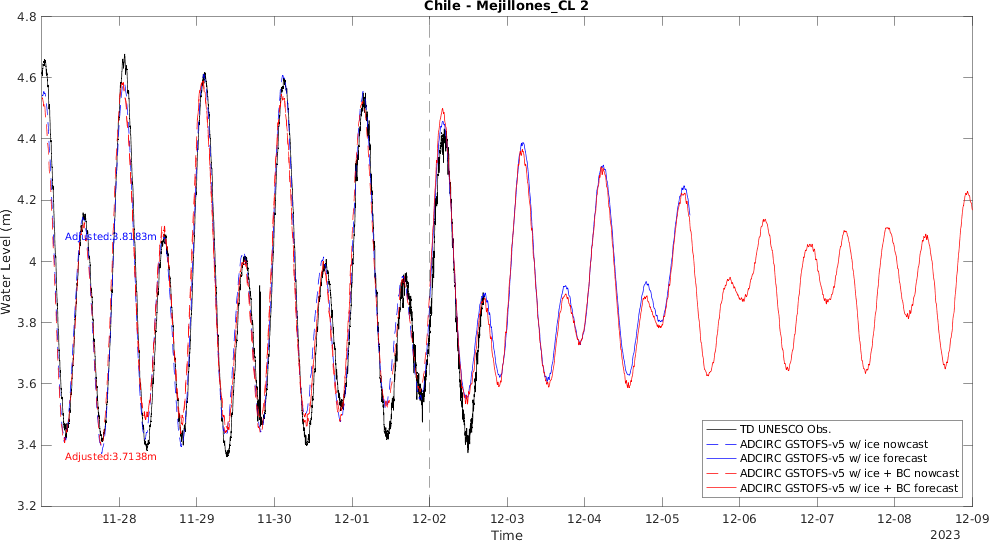 Chile - Mejillones_CL 2
4.8
4.6
4.4
4.2
4
3.8
3.6
3.4
3.2
Water Level (m)
Adjusted:3.8183m
Adjusted:3.7138m
TD UNESCO Obs.
ADCIRC GSTOFS-v5 w/ ice nowcast
ADCIRC GSTOFS-v5 w/ ice forecast
ADCIRC GSTOFS-v5 w/ ice + BC nowcast
ADCIRC GSTOFS-v5 w/ ice + BC forecast
11-28 11-29 11-30 12-01 12-02 12-03 12-04 12-05 12-06 12-07 12-08 12-09
Time
2023